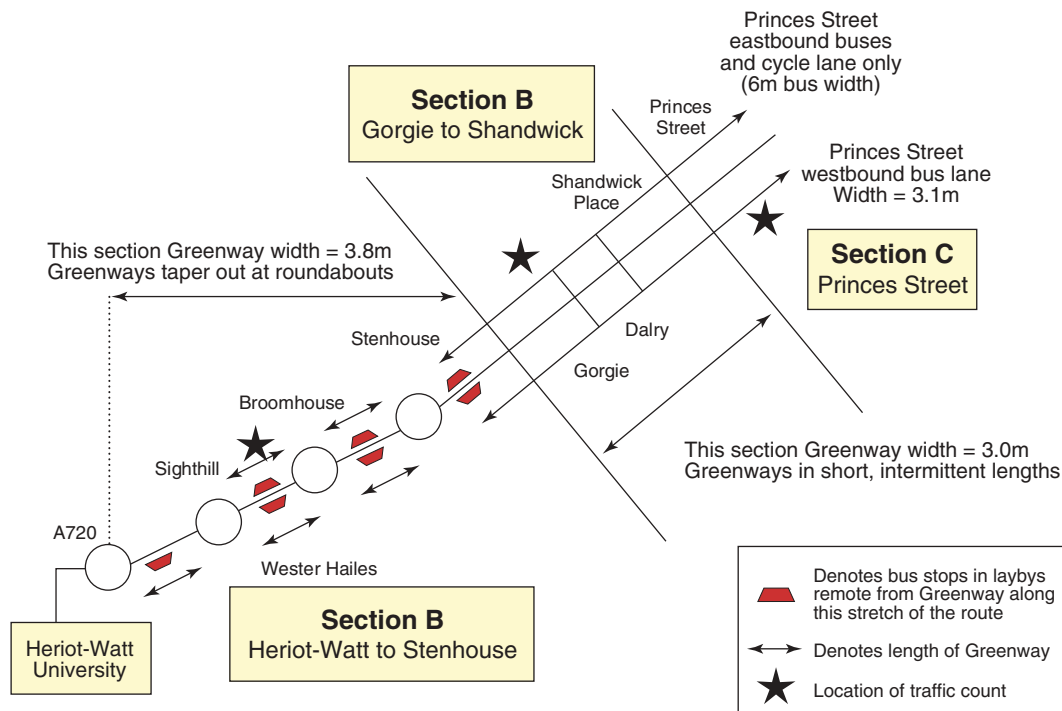 Princes Street
eastbound buses
and cycle lane only
(6m bus width)
Section B
Gorgie to Shandwick
Princes
Street
Princes Street
westbound bus lane
Width = 3.1m
Shandwick
Place
This section Greenway width = 3.8m
Greenways taper out at roundabouts
Section C
Princes Street
Stenhouse
Dalry
Gorgie
Broomhouse
This section Greenway width = 3.0m
Greenways in short, intermittent lengths
Sighthill
A720
Wester Hailes
Section B
Heriot-Watt to Stenhouse
Heriot-Watt
University
Denotes bus stops in laybys
remote from Greenway along
this stretch of the route
Denotes length of Greenway
Location of traffic count